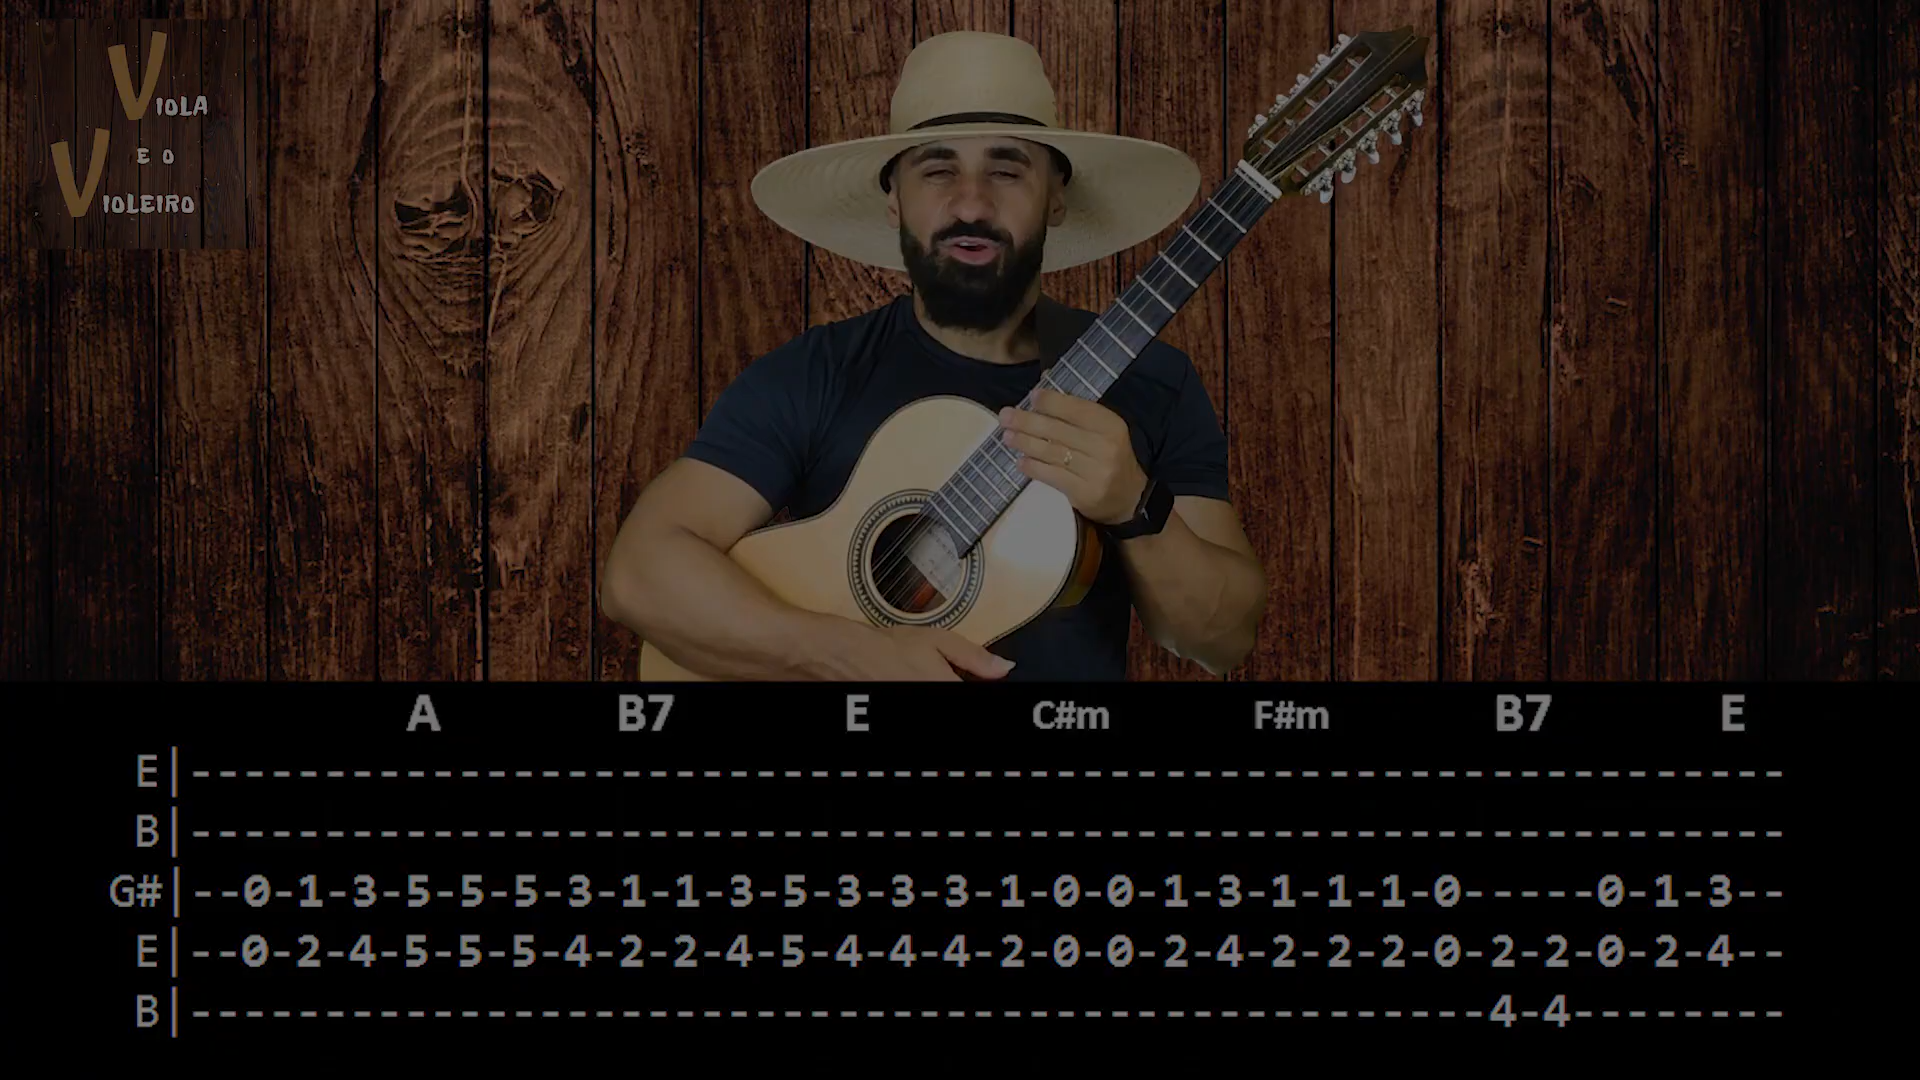 VIOLA
E O
VIOLEIRO
A B7 E C#m F#m B7 E
E|-----------------------------------------------------------
B|-----------------------------------------------------------
G#|--0-1-3-5-5-5-3-1-1-3-5-3-3-3-1-0-0-1-3-1-1-1-0-----0-1-3--
E|--0-2-4-5-5-5-4-2-2-4-5-4-4-4-2-0-0-2-4-2-2-2-0-2-2-0-2-4--
B|------------------------------------------------4-4--------